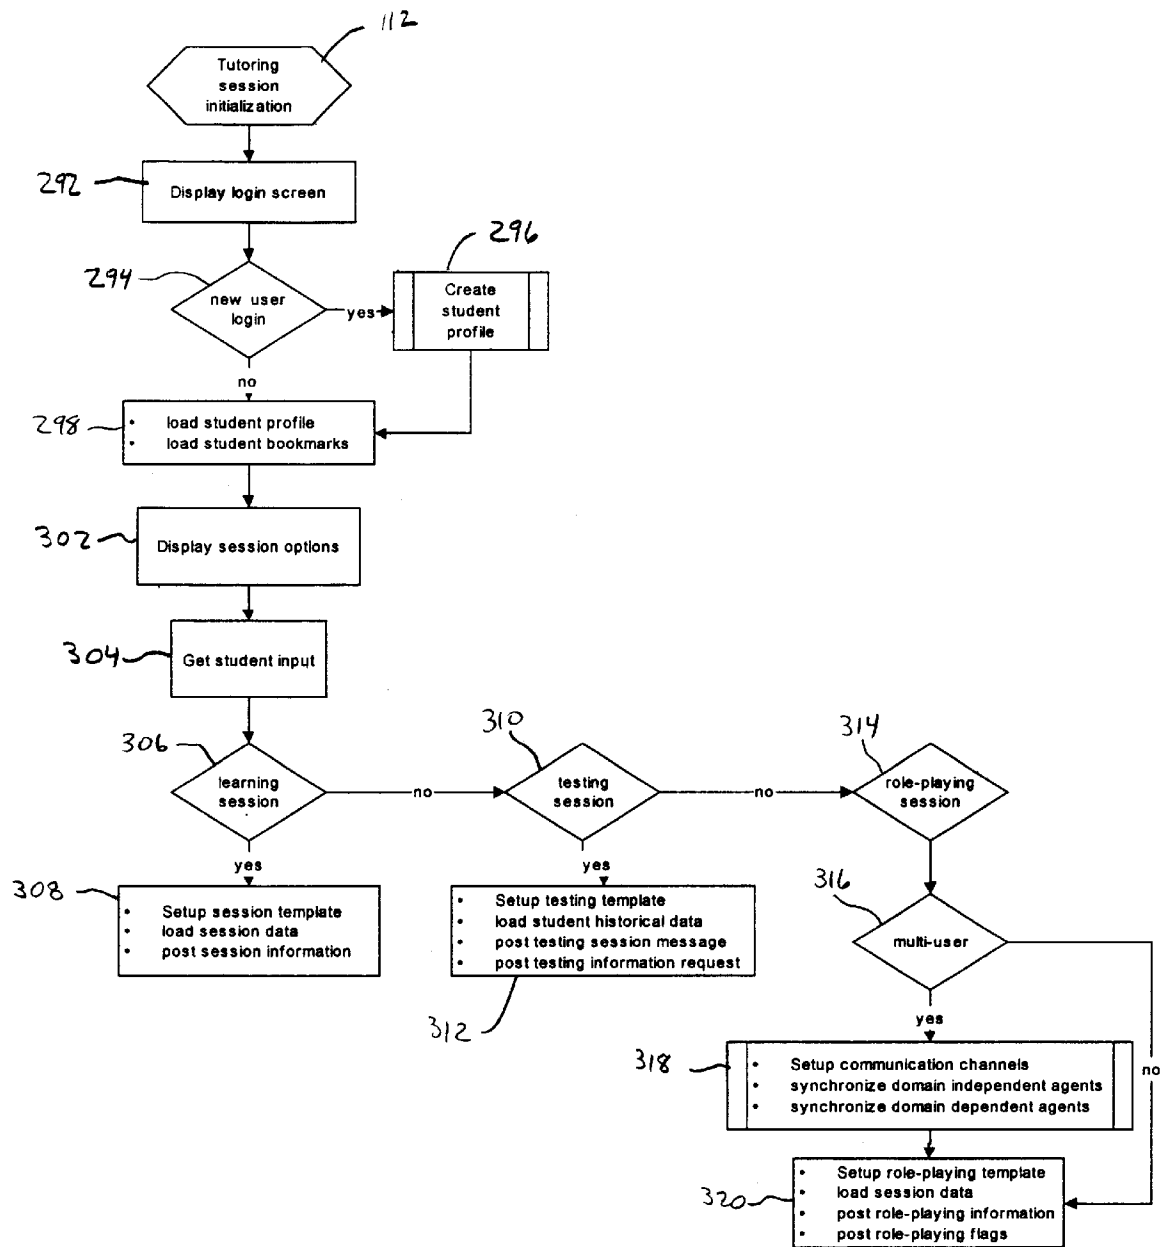 112
Tutoring
session
initialization
292
Display login screen
296
294
new user
login
yes
Create
student
profile
no
298
• load student profile
• load student bookmarks
302
Display session options
304
Get student input
306
learning
session
no
310
testing
session
no
314
role-playing
session
yes
308
• Setup session template
• load session data
• post session information
yes
• Setup testing template
• load student historical data
• post testing session message
• post testing information request
312
316
multi-user
yes
no
318
• Setup communication channels
• synchronize domain independent agents
• synchronize domain dependent agents
320
• Setup role-playing template
• load session data
• post role-playing information
• post role-playing flags